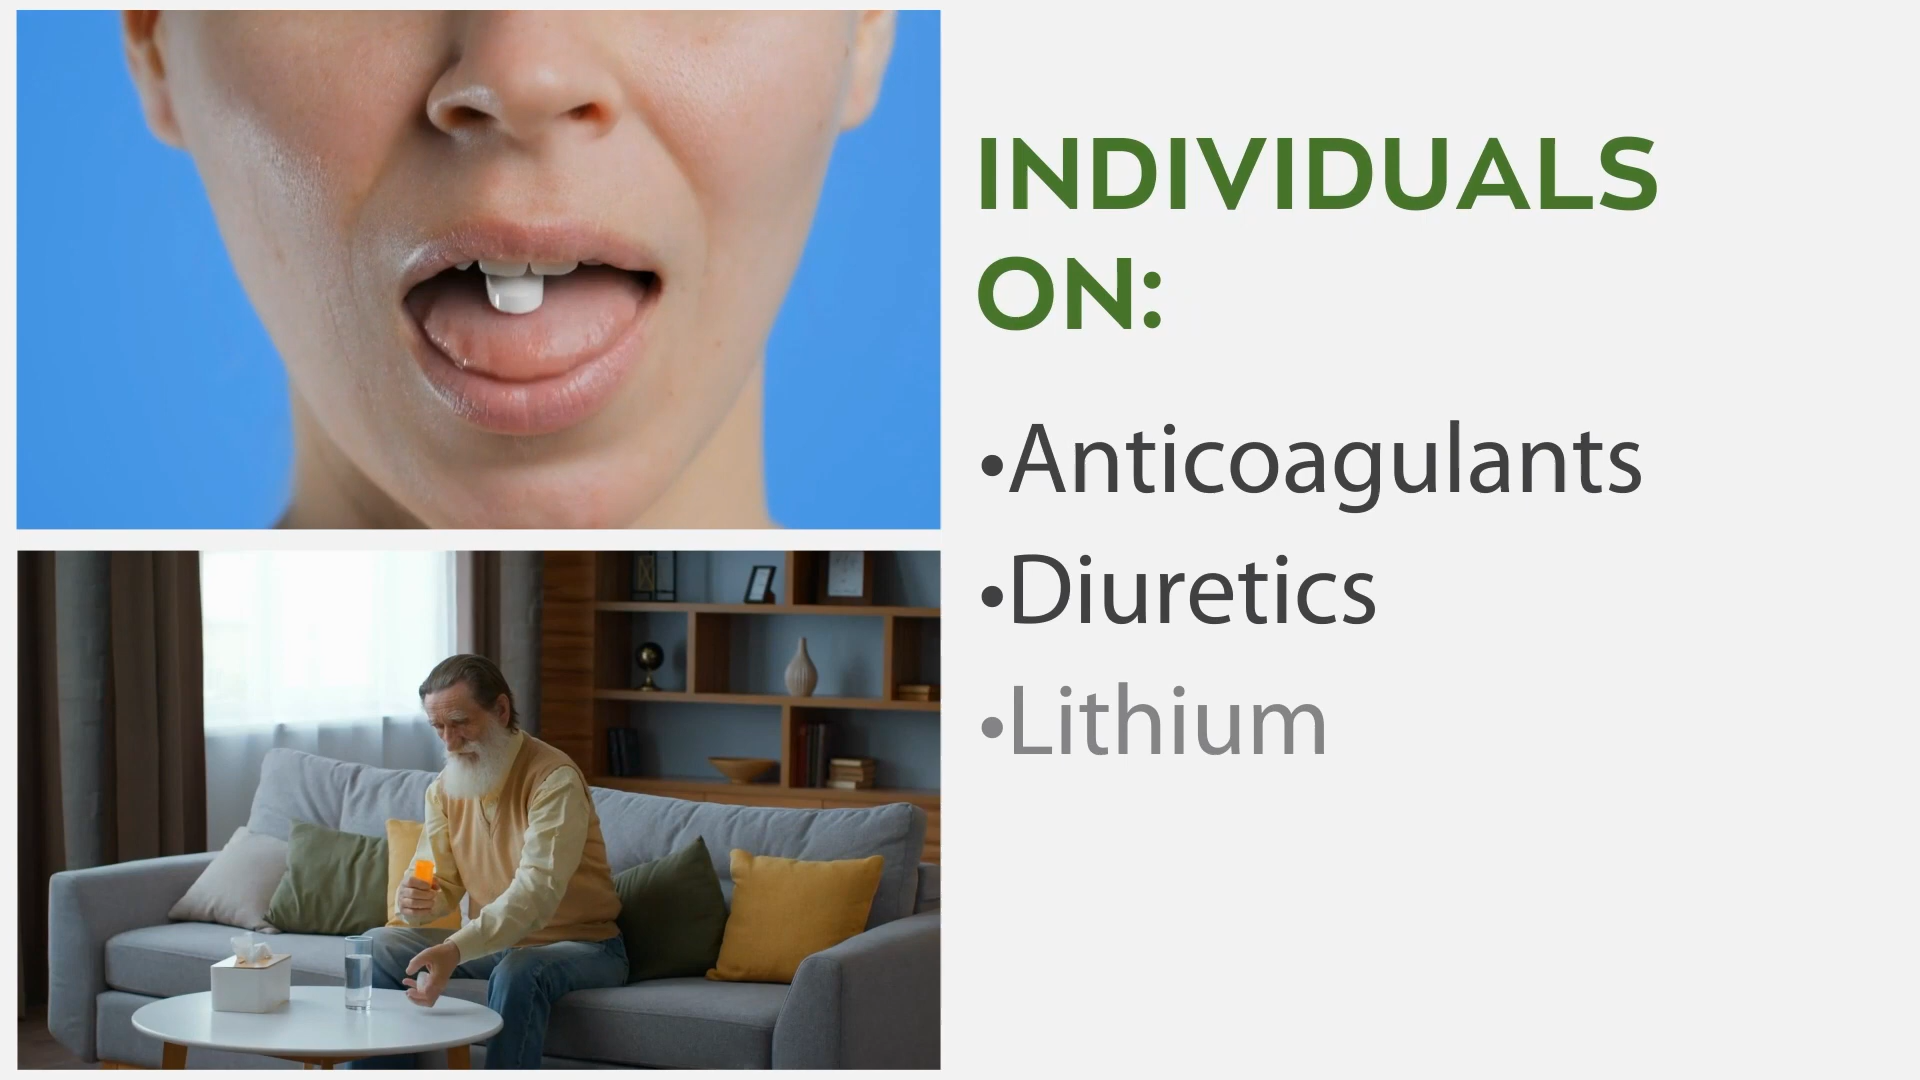 INDIVIDUALS
ON:
•Anticoagulants
•Diuretics
•Lithium